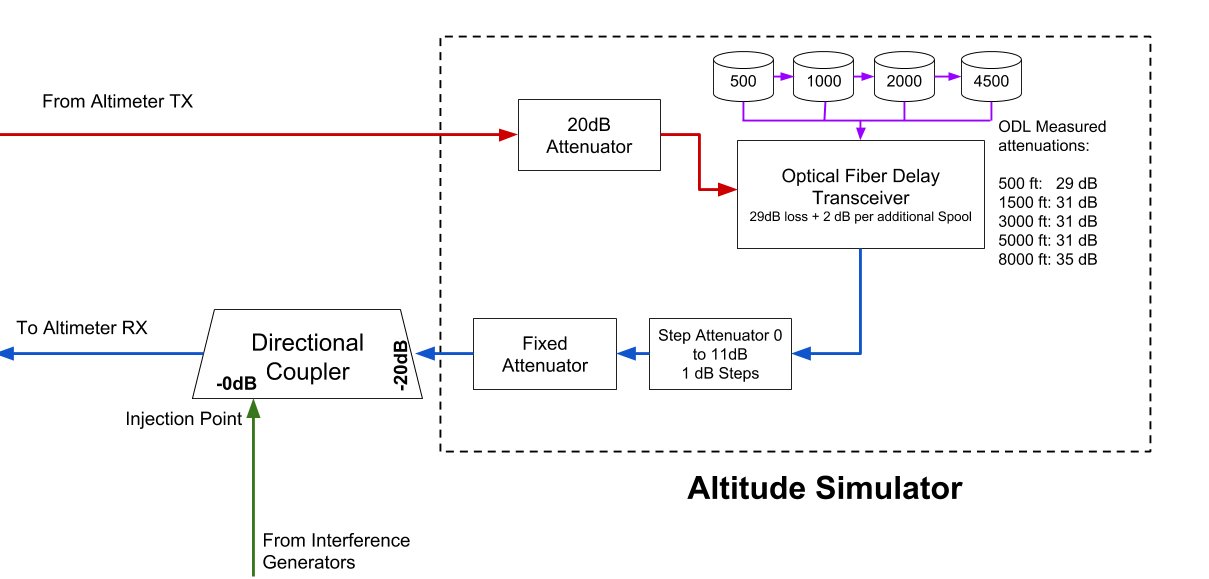 500
1000
2000
4500
From Altimeter TX
20dB
Attenuator
ODL Measured
attenuations:
500 ft: 29 dB
1500 ft: 31 dB
3000 ft: 31 dB
5000 ft: 31 dB
8000 ft: 35 dB
Optical Fiber Delay
Transceiver
29dB loss + 2 dB per additional Spool
To Altimeter RX
Directional
Coupler
-0dB
-20dB
Fixed
Attenuator
Step Attenuator 0
to 11dB
1 dB Steps
Injection Point
Altitude Simulator
From Interference
Generators